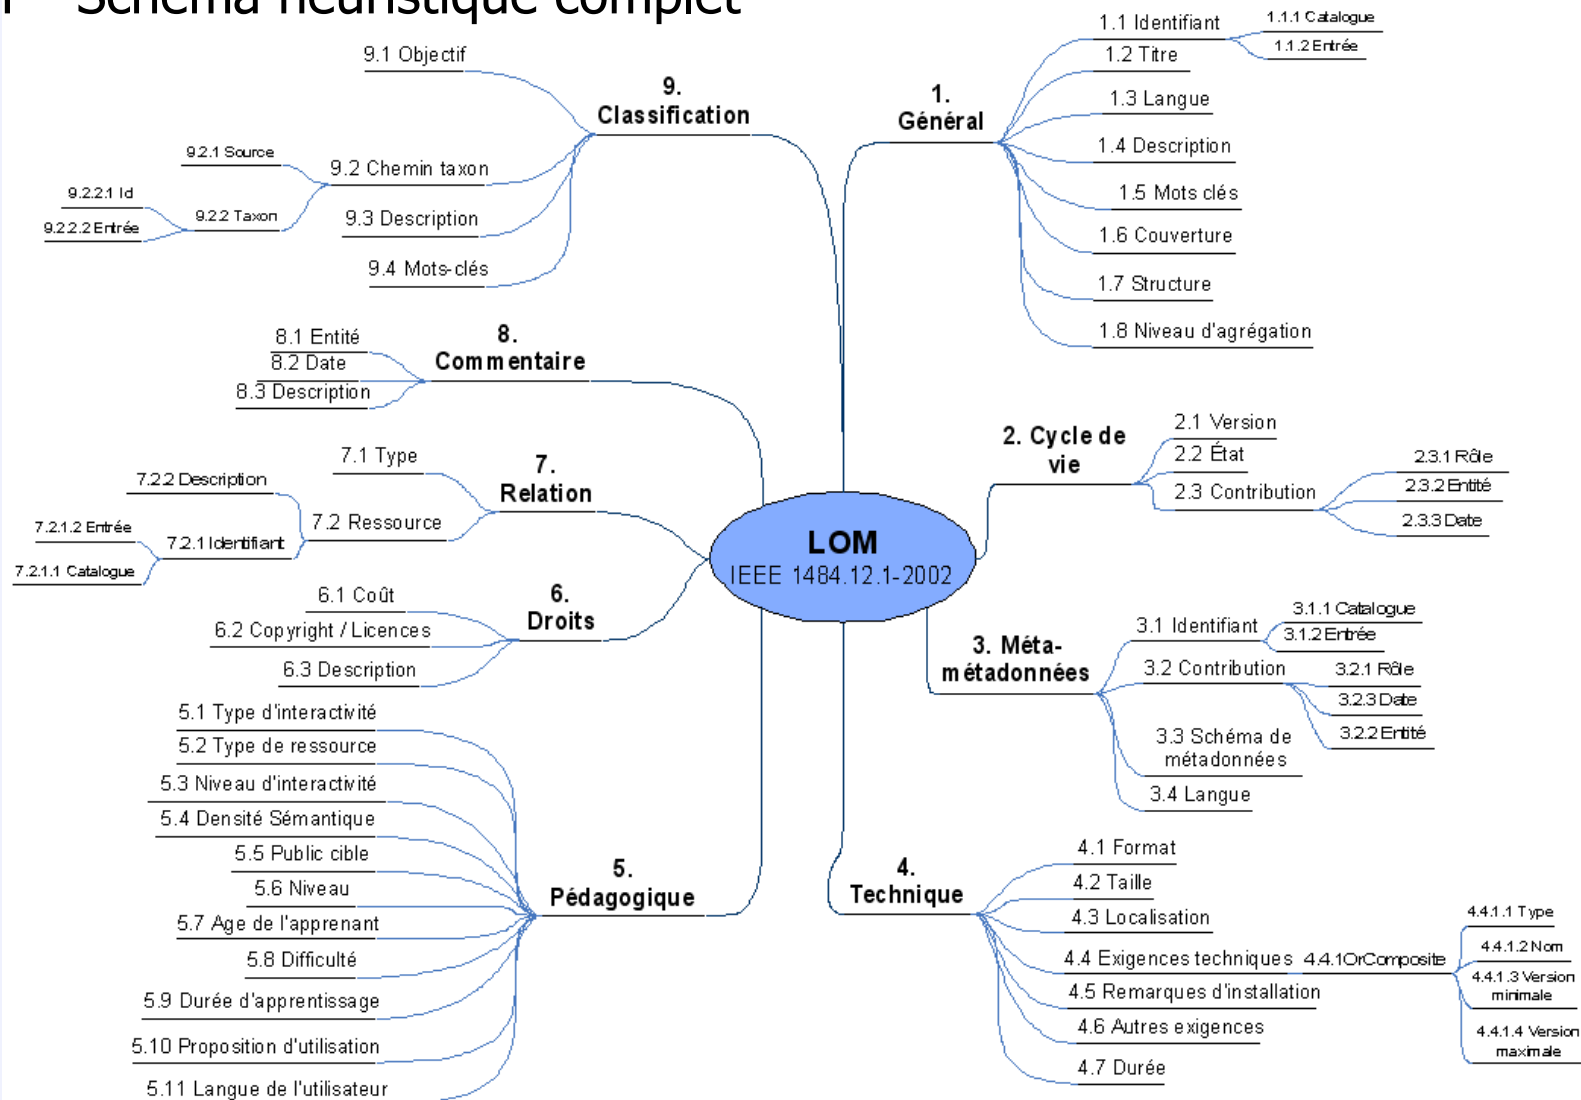 Schéma heuristique complet
LOM
IEEE 1484.12.1-2002
1.
Général
1.1 Identifiant
1.1.1 Catalogue
1.1.2 Entrée
1.2 Titre
1.3 Langue
1.4 Description
1.5 Mots clés
1.6 Couverture
1.7 Structure
1.8 Niveau d'agrégation
2. Cycle de
vie
2.1 Version
2.2 État
2.3 Contribution
2.3.1 Rôle
2.3.2 Entité
2.3.3 Date
3. Méta-
métadonnées
3.1 Identifiant
3.1.1 Catalogue
3.1.2 Entrée
3.2 Contribution
3.2.1 Rôle
3.2.3 Date
3.2.2 Entité
3.3 Schéma de
métadonnées
3.4 Langue
4.
Technique
4.1 Format
4.2 Taille
4.3 Localisation
4.4 Exigences techniques
4.4.1OrComposite
4.4.1.1 Type
4.4.1.2 Nom
4.4.1.3 Version
minimale
4.4.1.4 Version
maximale
4.5 Remarques d'installation
4.6 Autres exigences
4.7 Durée
5.
Pédagogique
5.1 Type d'interactivité
5.2 Type de ressource
5.3 Niveau d'interactivité
5.4 Densité Sémantique
5.5 Public cible
5.6 Niveau
5.7 Age de l'apprenant
5.8 Difficulté
5.9 Durée d'apprentissage
5.10 Proposition d'utilisation
5.11 Langue de l'utilisateur
6.
Droits
6.1 Coût
6.2 Copyright / Licences
6.3 Description
7.
Relation
7.1 Type
7.2 Ressource
7.2.2 Description
7.2.1 Identifiant
7.2.1.2 Entrée
7.2.1.1 Catalogue
8.
Commentaire
8.1 Entité
8.2 Date
8.3 Description
9.
Classification
9.1 Objectif
9.2 Chemin taxon
9.2.1 Source
9.2.2 Taxon
9.2.2.1 Id
9.2.2.2 Entrée
9.3 Description
9.4 Mots-clés